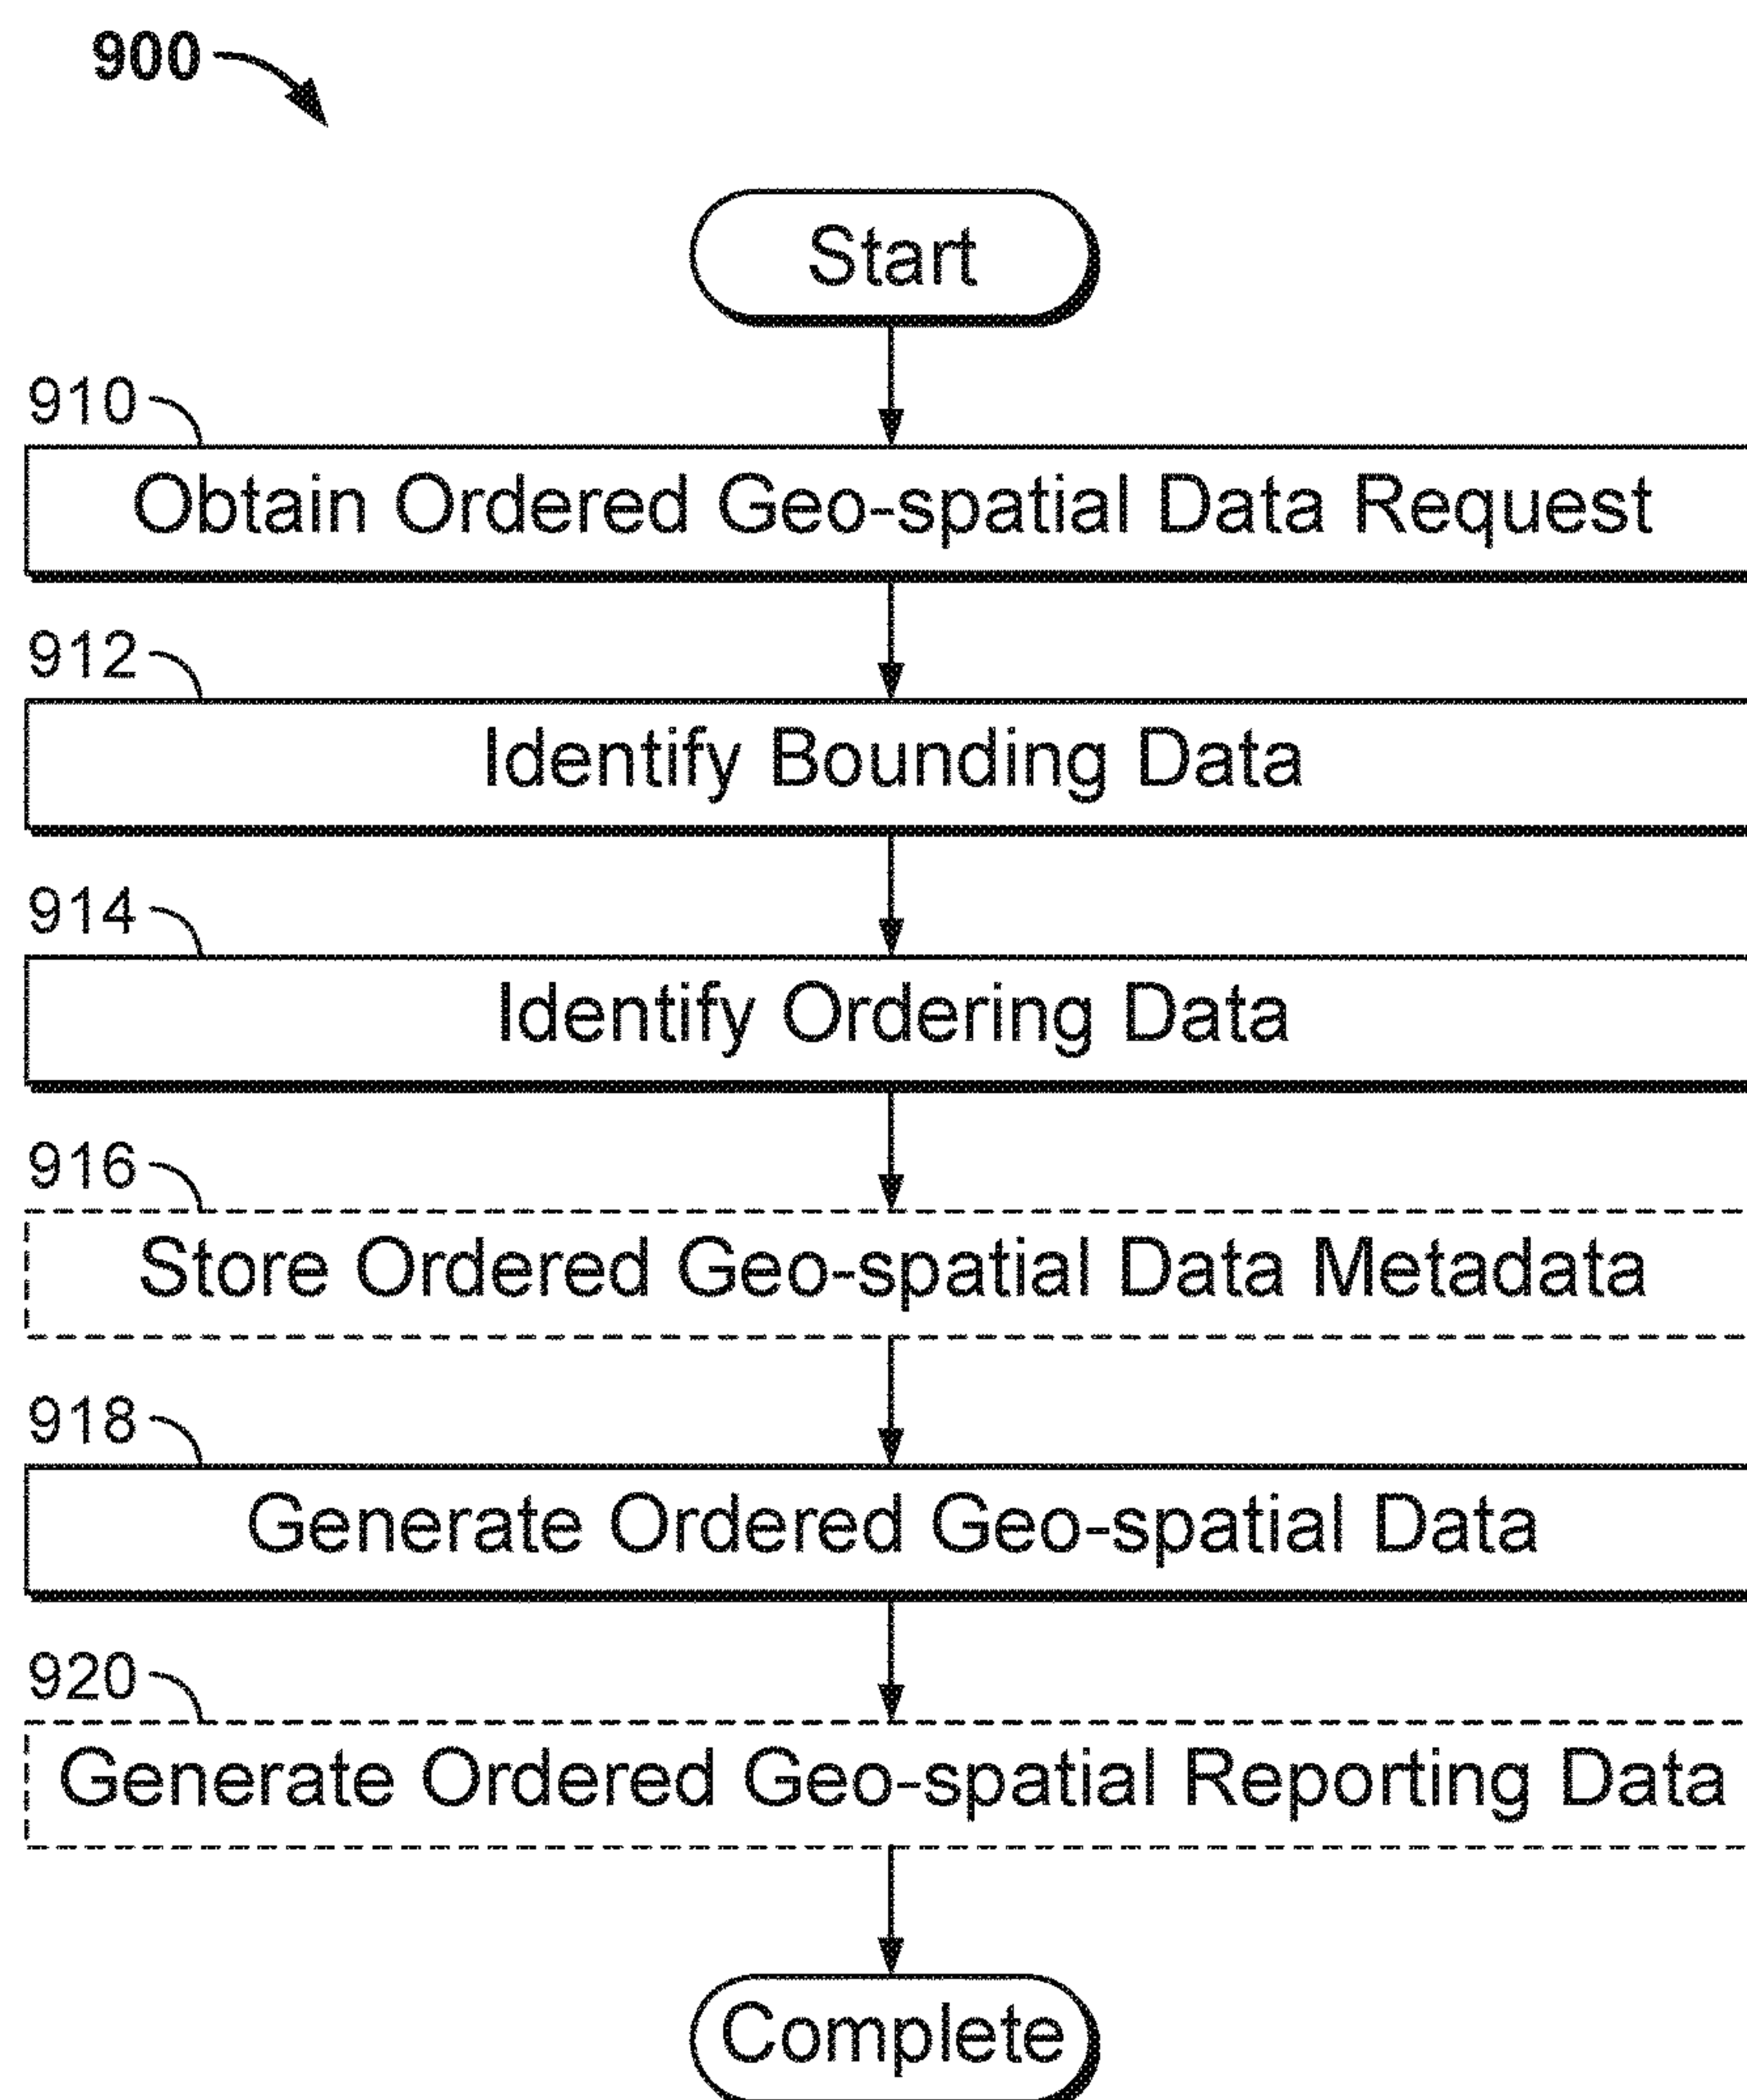 900
Start
910
Obtain Ordered Geo-spatial Data Request
912
Identify Bounding Data
914
Identify Ordering Data
916
Store Ordered Geo-spatial Data Metadata
918
Generate Ordered Geo-spatial Data
920
Generate Ordered Geo-spatial Reporting Data
Complete